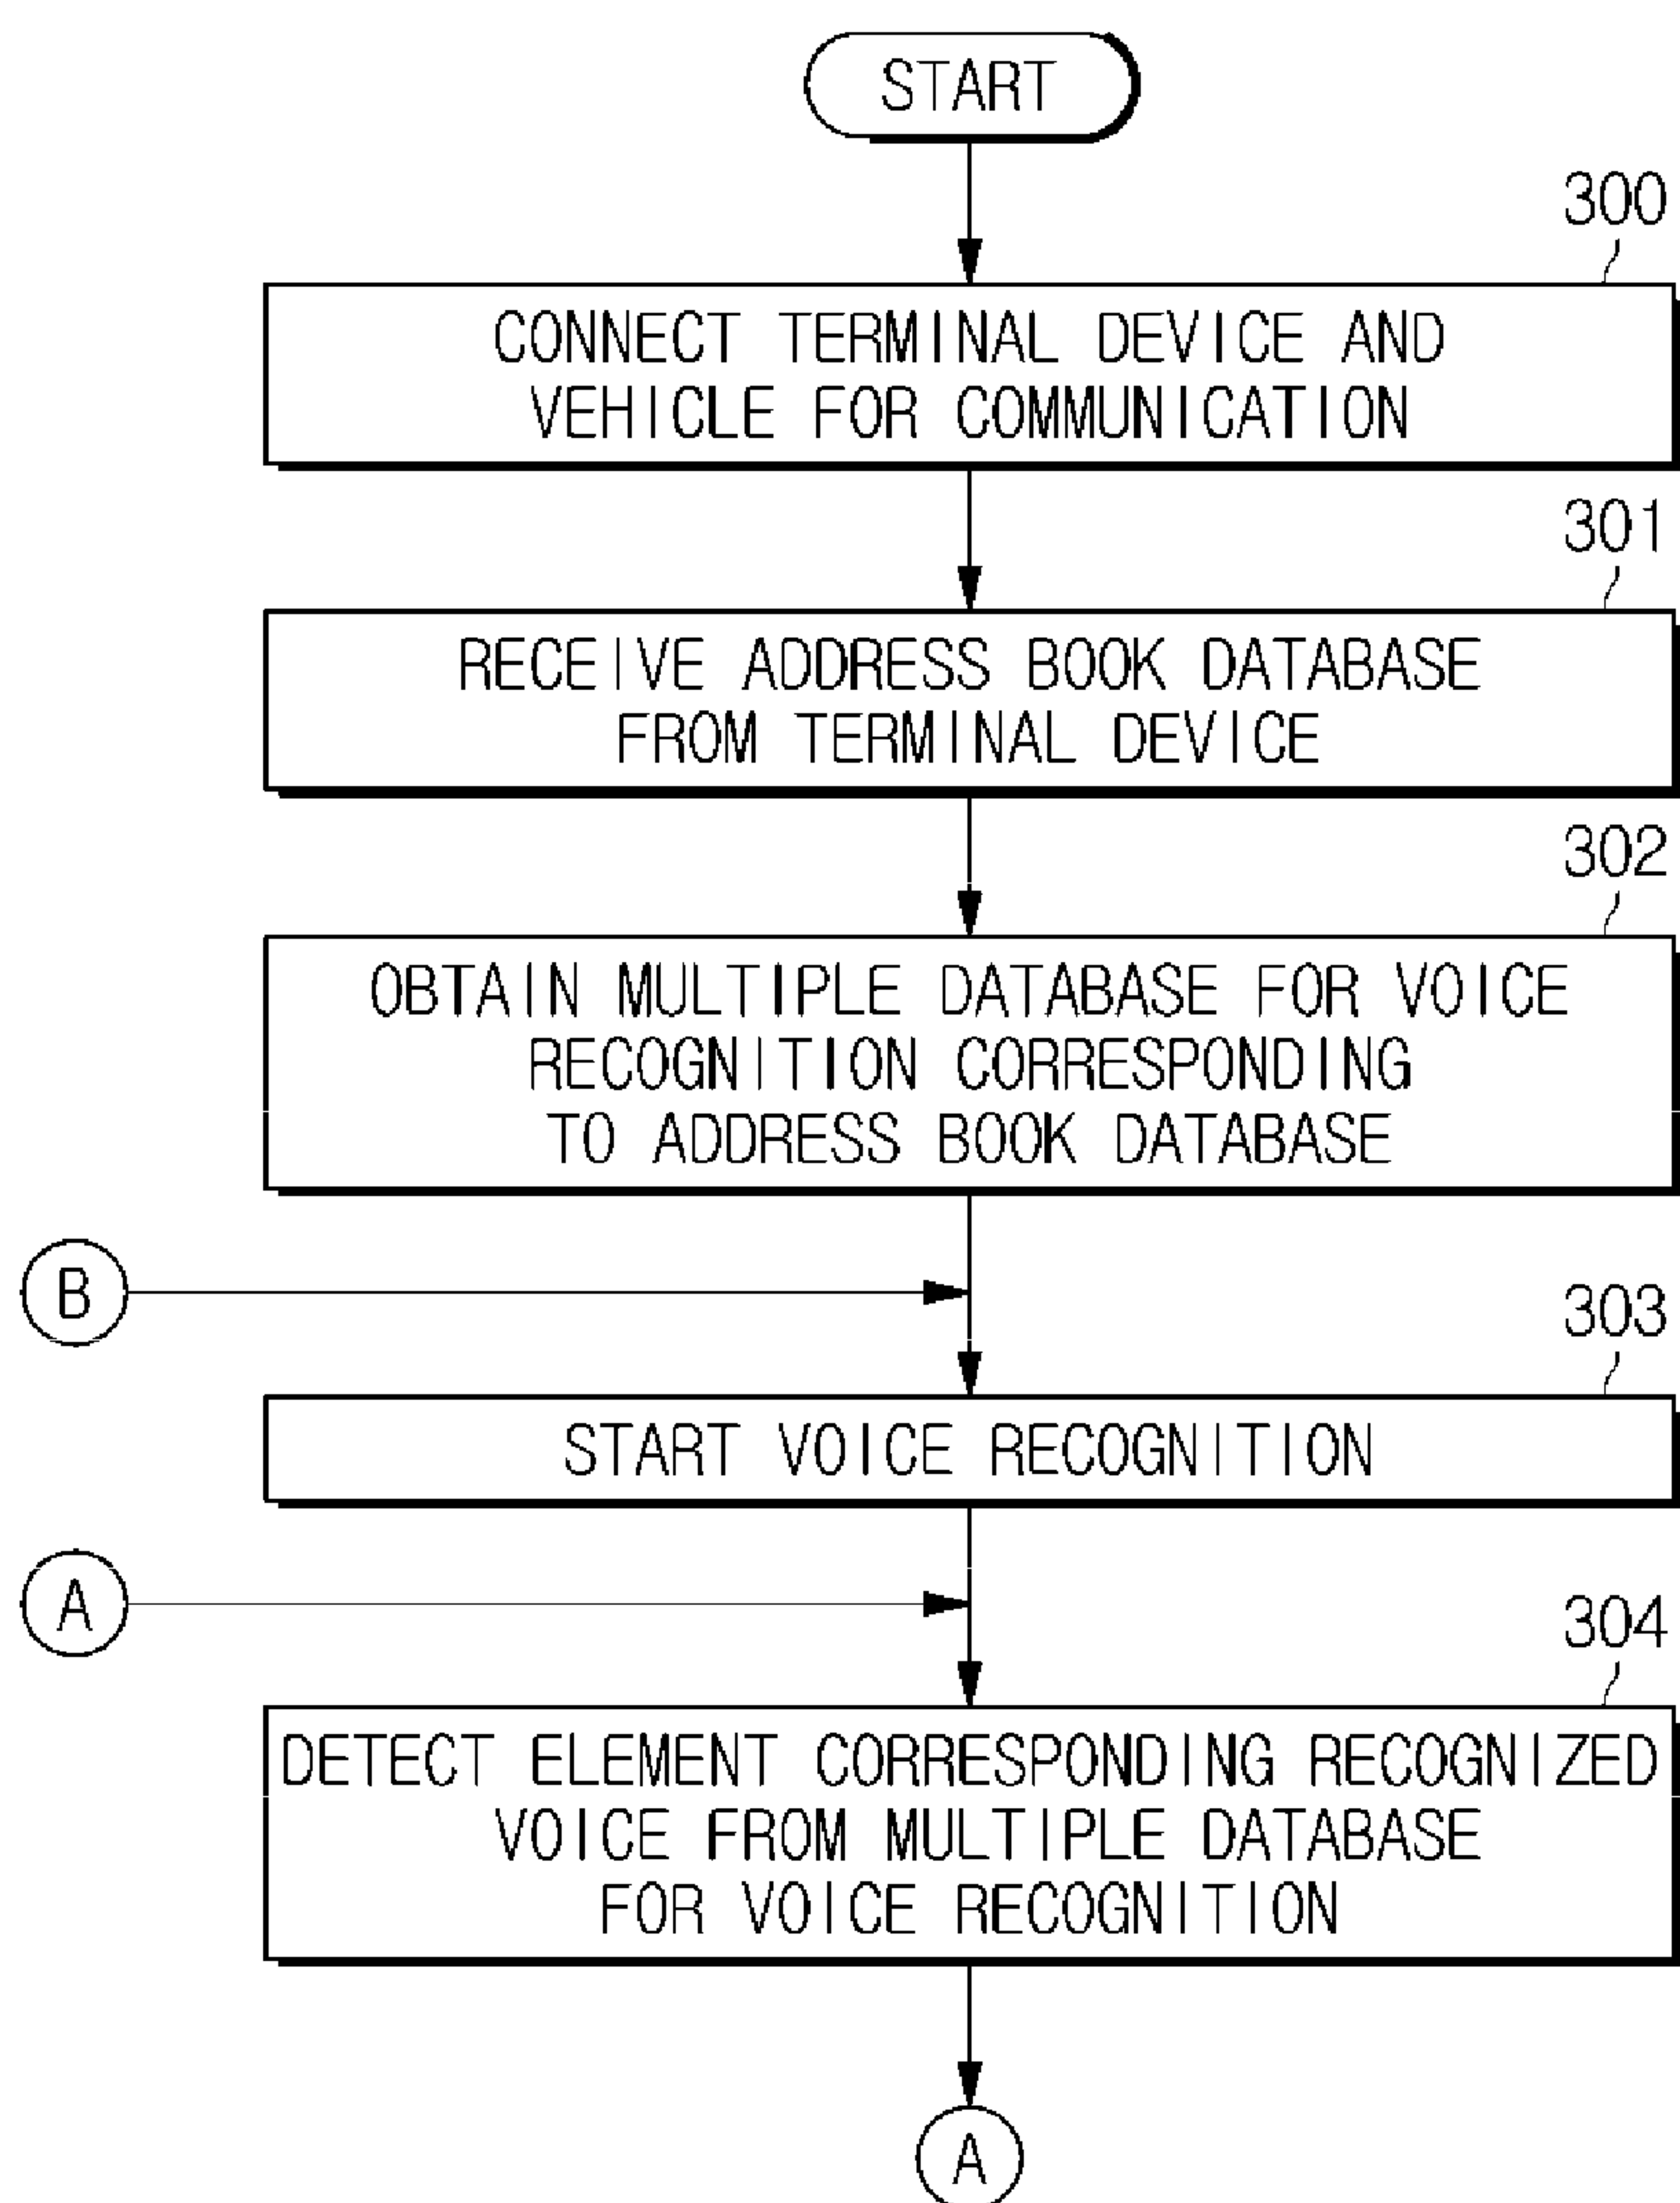 START
300
CONNECT TERMINAL DEVICE AND
VEHICLE FOR COMMUNICATION
301
RECEIVE ADDRESS BOOK DATABASE
FROM TERMINAL DEVICE
302
OBTAIN MULTIPLE DATABASE FOR VOICE
RECOGNITION CORRESPONDING
TO ADDRESS BOOK DATABASE
B
303
START VOICE RECOGNITION
A
304
DETECT ELEMENT CORRESPONDING RECOGNIZED
VOICE FROM MULTIPLE DATABASE
FOR VOICE RECOGNITION
A